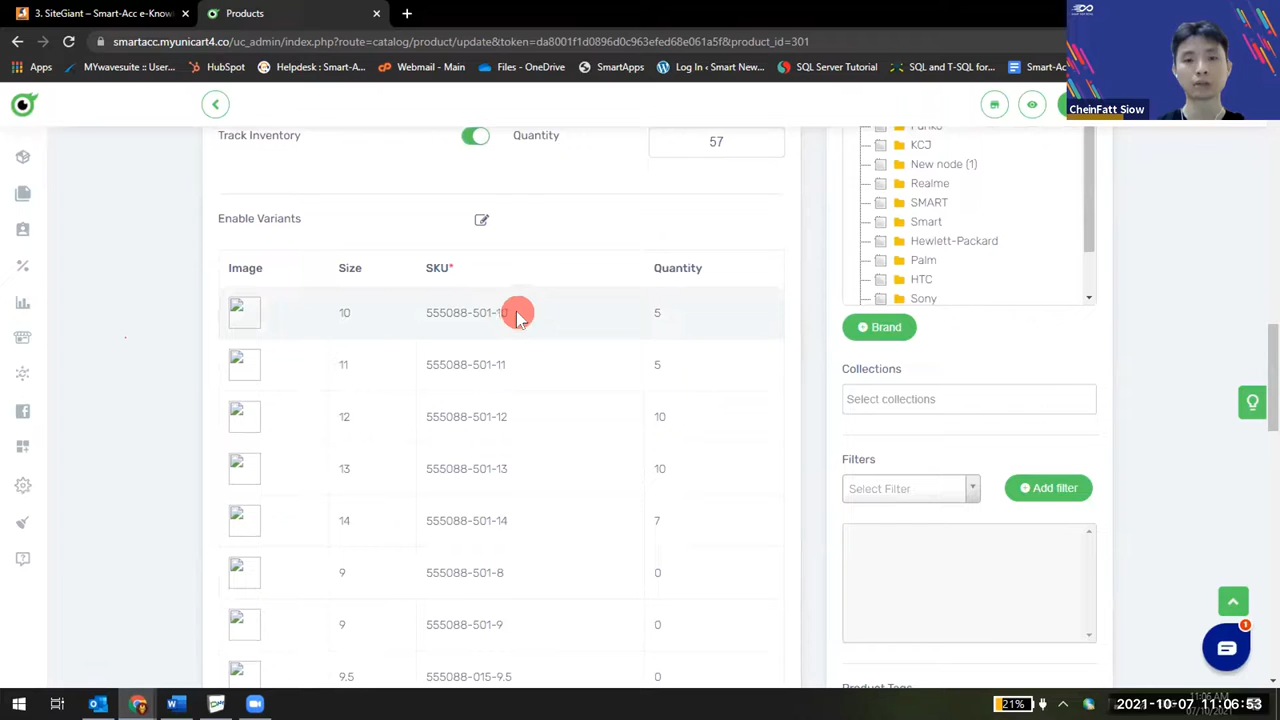 3. SiteGiant – Smart-Acc e-Know
Products
smartacc.myunicart4.co/uc_admin/index.php?route=catalog/product/update&token=da8001f1d0896d0c963efed68e061a5f&product_id=301
Apps
MYwavesuite :: User...
HubSpot
Helpdesk : Smart-A...
Webmail - Main
Files - OneDrive
SmartApps
Log In ‹ Smart New...
SQL Server Tutorial
SQL and T-SQL for...
Smart-Ac
CheinFatt Siow
Track Inventory
Quantity
57
Funko
KCJ
New node (1)
Realme
SMART
Smart
Hewlett-Packard
Palm
HTC
Sony
Enable Variants
Image Size SKU* Quantity
10 555088-501-10 5
11 555088-501-11 5
12 555088-501-12 10
13 555088-501-13 10
14 555088-501-14 7
9 555088-501-8 0
9 555088-501-9 0
9.5 555088-015-9.5 0
Brand
Collections
Select collections
Filters
Select Filter
Add filter
Product Tags
1
21%
2021-10-07 11:06:53